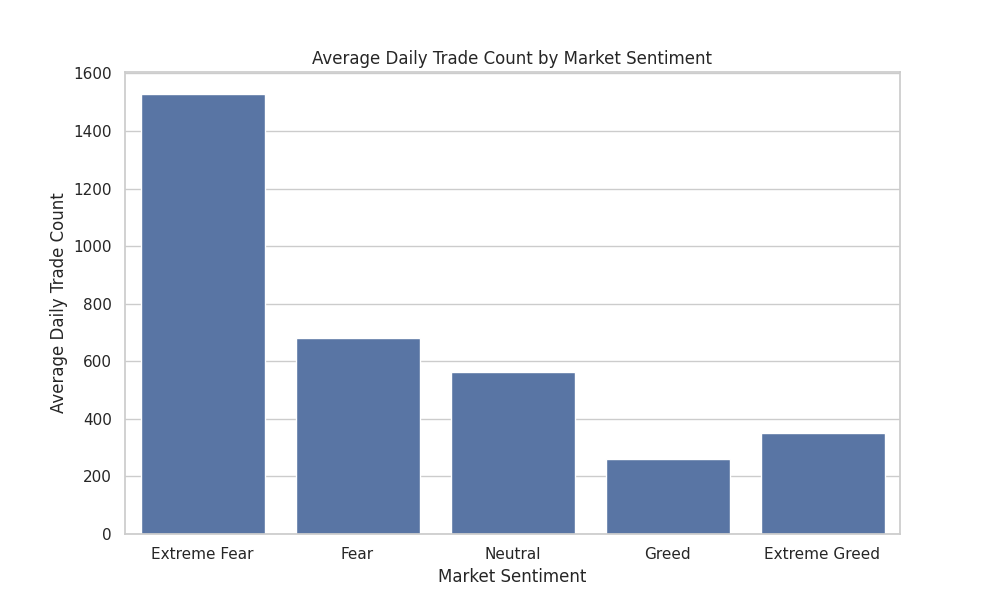 Average Daily Trade Count by Market Sentiment
1600
1400
1200
1000
800
600
400
200
0
Average Daily Trade Count
Extreme Fear
Fear
Neutral
Greed
Extreme Greed
Market Sentiment